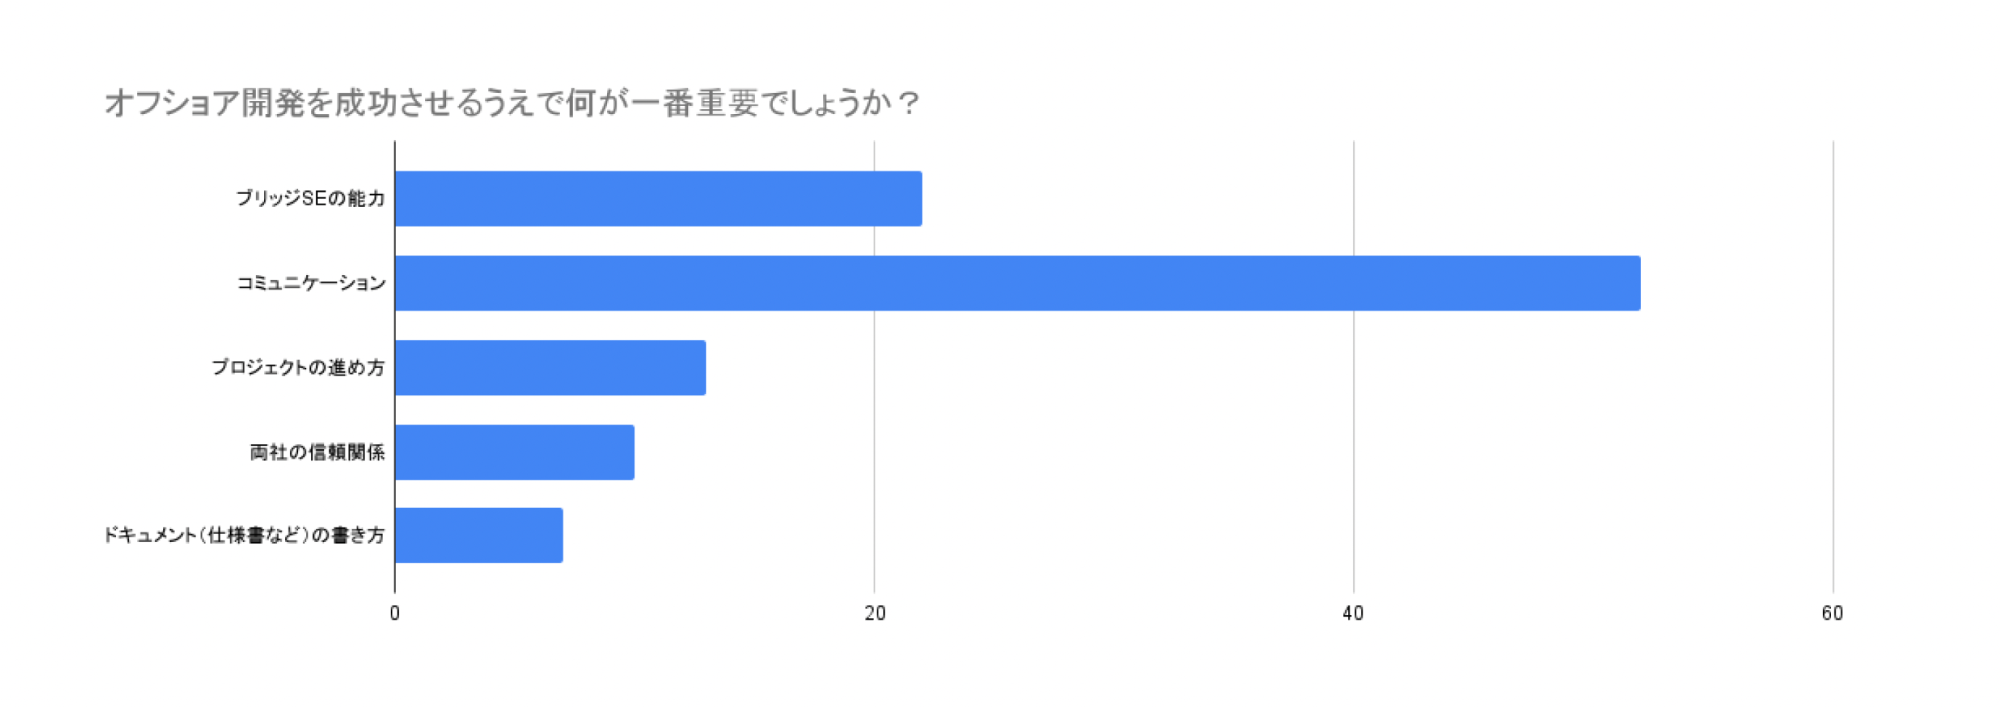 オフショア開発を成功させるうえで何が一番重要でしょうか？
ブリッジSEの能力
コミュニケーション
プロジェクトの進め方
両社の信頼関係
ドキュメント（仕様書など）の書き方
0 20 40 60